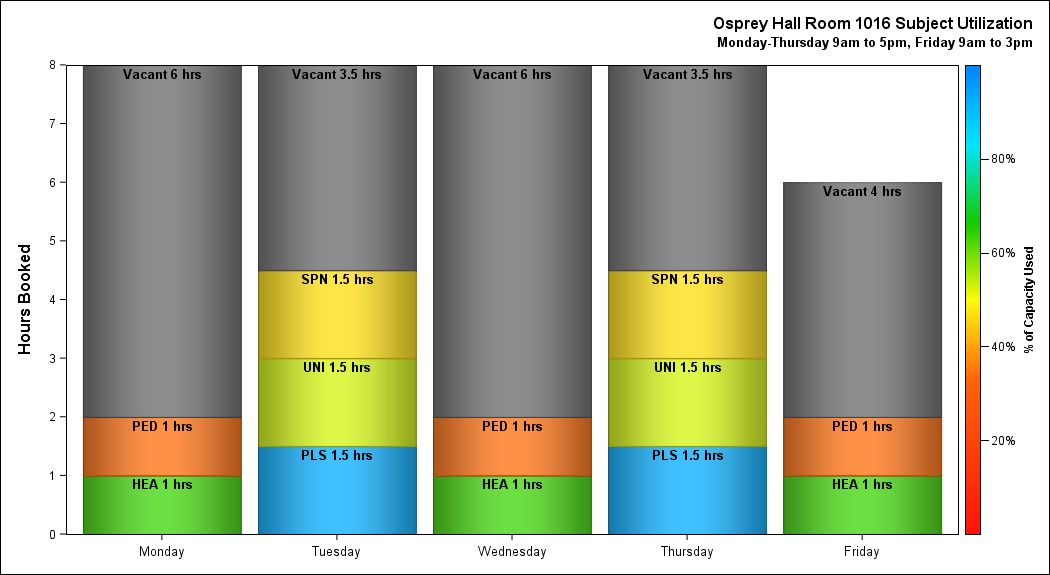 Osprey Hall Room 1016 Subject Utilization
Monday-Thursday 9am to 5pm, Friday 9am to 3pm
Hours Booked
8
7
6
5
4
3
2
1
0
Vacant 6 hrs
PED 1 hrs
HEA 1 hrs
Vacant 3.5 hrs
SPN 1.5 hrs
UNI 1.5 hrs
PLS 1.5 hrs
Vacant 6 hrs
PED 1 hrs
HEA 1 hrs
Vacant 3.5 hrs
SPN 1.5 hrs
UNI 1.5 hrs
PLS 1.5 hrs
Vacant 4 hrs
PED 1 hrs
HEA 1 hrs
Monday
Tuesday
Wednesday
Thursday
Friday
80%
60%
40%
20%
% of Capacity Used